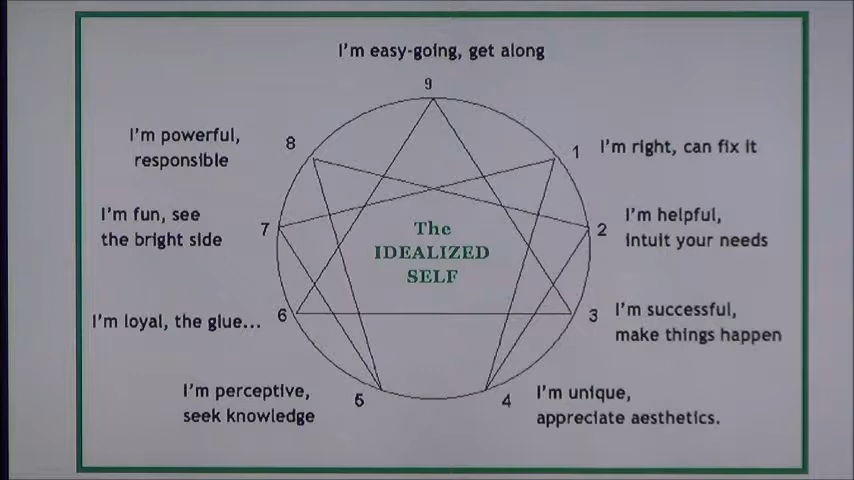 I'm easy-going, get along
9
I'm powerful,
responsible
8
1
I'm right, can fix it
I'm fun, see
the bright side
7
The
IDEALIZED
SELF
2
I'm helpful,
intuit your needs
I'm loyal, the glue...
6
3
I'm successful,
make things happen
I'm perceptive,
seek knowledge
5
4
I'm unique,
appreciate aesthetics.